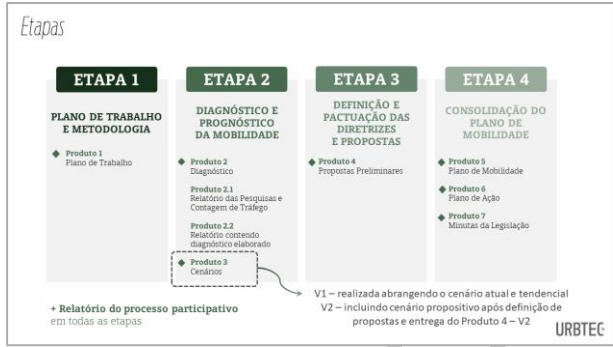 Etapas
ETAPA 1
PLANO DE TRABALHO
E METODOLOGIA
Produto 1
Plano de Trabalho
ETAPA 2
DIAGNÓSTICO E
PROGNÓSTICO
DA MOBILIDADE
Produto 2
Diagnóstico
Produto 2.1
Relatório das Pesquisas e
Contagem de Tráfego
Produto 2.2
Relatório contendo
diagnóstico elaborado
Produto 3
Cenários
ETAPA 3
DEFINIÇÃO E
PACTUAÇÃO DAS
DIRETRIZES
E PROPOSTAS
Produto 4
Propostas Preliminares
ETAPA 4
CONSOLIDAÇÃO DO
PLANO DE
MOBILIDADE
Produto 5
Plano de Mobilidade
Produto 6
Plano de Ação
Produto 7
Minutas da Legislação
+ Relatório do processo participativo
em todas as etapas
V1 – realizada abrangendo o cenário atual e tendencial
V2 – incluindo cenário propositivo após definição de
propostas e entrega do Produto 4 – V2
URBTEC